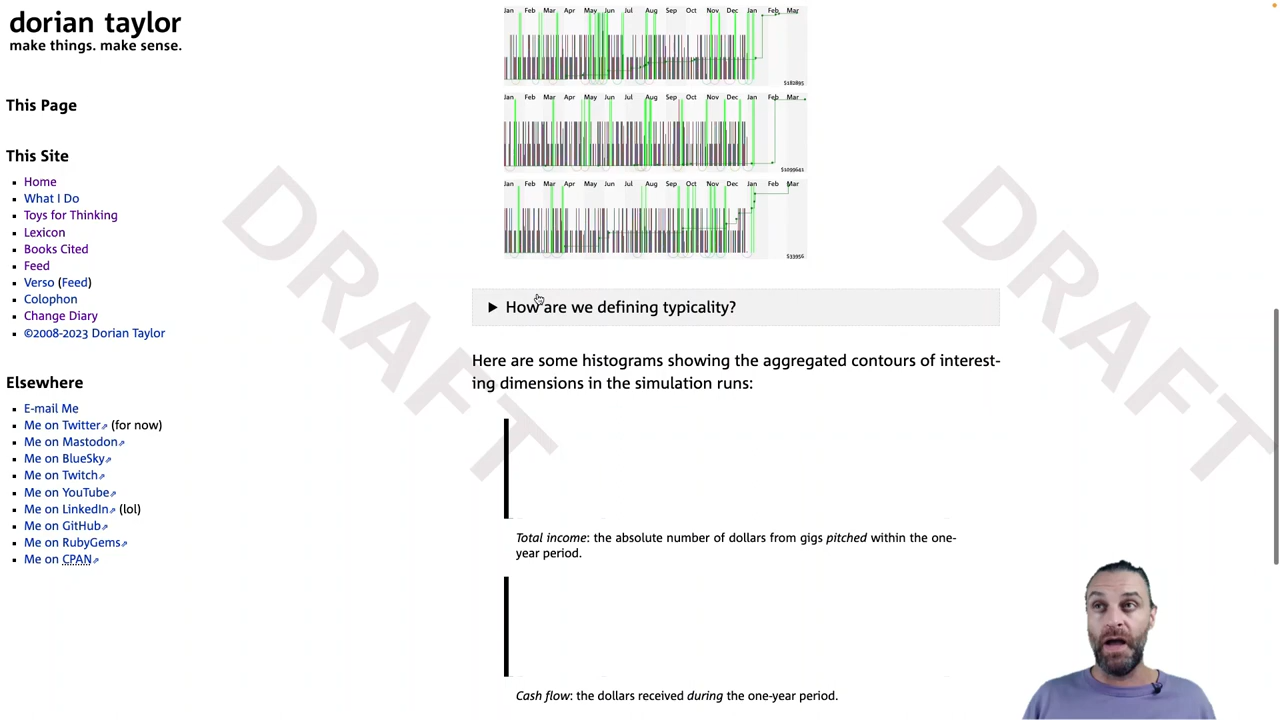 dorian taylor
make things. make sense.
This Page
This Site
Home
What I Do
Toys for Thinking
Lexicon
Books Cited
Feed
Verso (Feed)
Colophon
Change Diary
©2008-2023 Dorian Taylor
Elsewhere
E-mail Me
Me on Twitter (for now)
Me on Mastodon
Me on BlueSky
Me on Twitch
Me on YouTube
Me on LinkedIn (lol)
Me on GitHub
Me on RubyGems
Me on CPAN
Jan Feb Mar Apr May Jun Jul Aug Sep Oct Nov Dec Jan Feb Mar
$182895
Jan Feb Mar Apr May Jun Jul Aug Sep Oct Nov Dec Jan Feb Mar
Jan Feb Mar Apr May Jun Jul Aug Sep Oct Nov Dec Jan Feb Mar
$33956
How are we defining typicality?
Here are some histograms showing the aggregated contours of interest-
ing dimensions in the simulation runs:
Total income: the absolute number of dollars from gigs pitched within the one-
year period.
Cash flow: the dollars received during the one-year period.
DRAFT
DRAFT